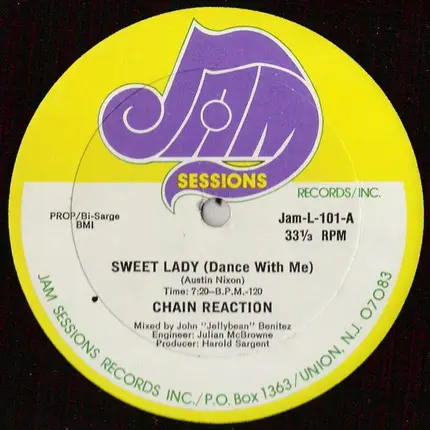 JAM
SESSIONS
RECORDS/INC.
PROP/Bi-Sarge
BMI
Jam-L-101-A
33⅓ RPM
SWEET LADY (Dance With Me)
(Austin Nixon)
Time: 7:20--B.P.M.-120
CHAIN REACTION
Mixed by John "Jellybean" Benitez
Engineer: Julian McBrowne
Producer: Harold Sargent
JAM SESSIONS RECORDS INC./P.O. Box 1363/UNION, N.J. 07083